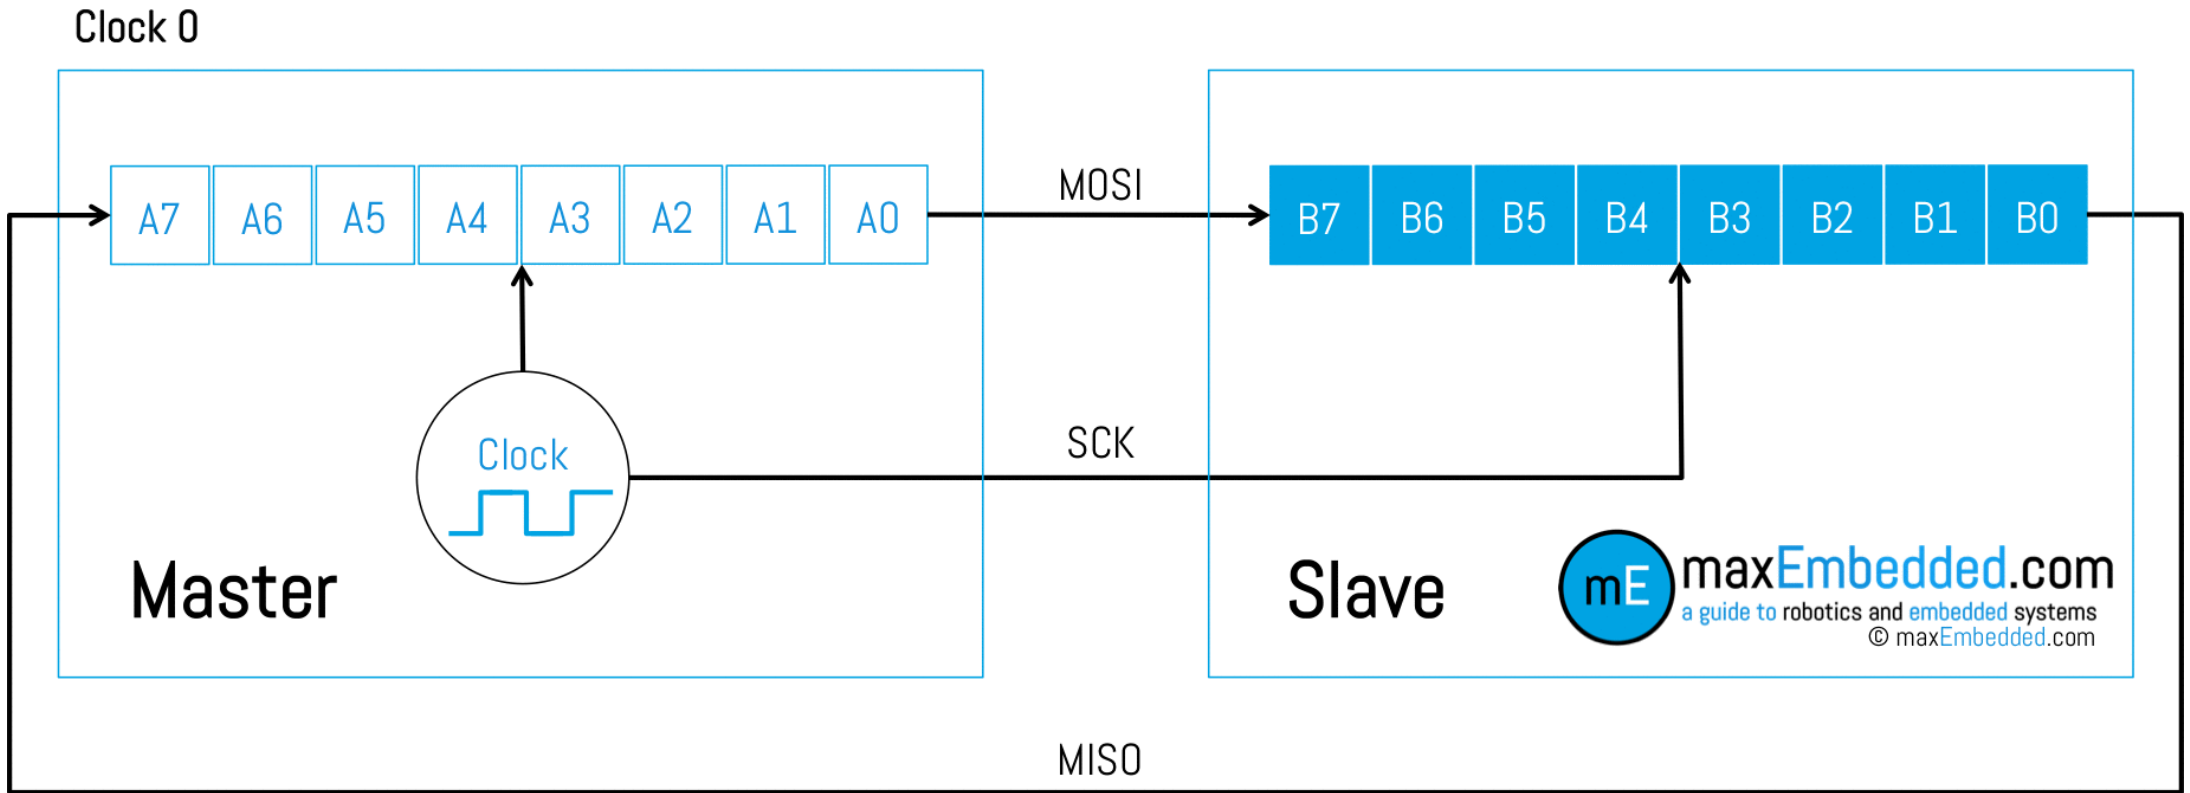 Clock 0
A7 A6 A5 A4 A3 A2 A1 A0
MOSI
B7 B6 B5 B4 B3 B2 B1 B0
Clock
SCK
Master
Slave
mE
maxEmbedded.com
a guide to robotics and embedded systems
© maxEmbedded.com
MISO